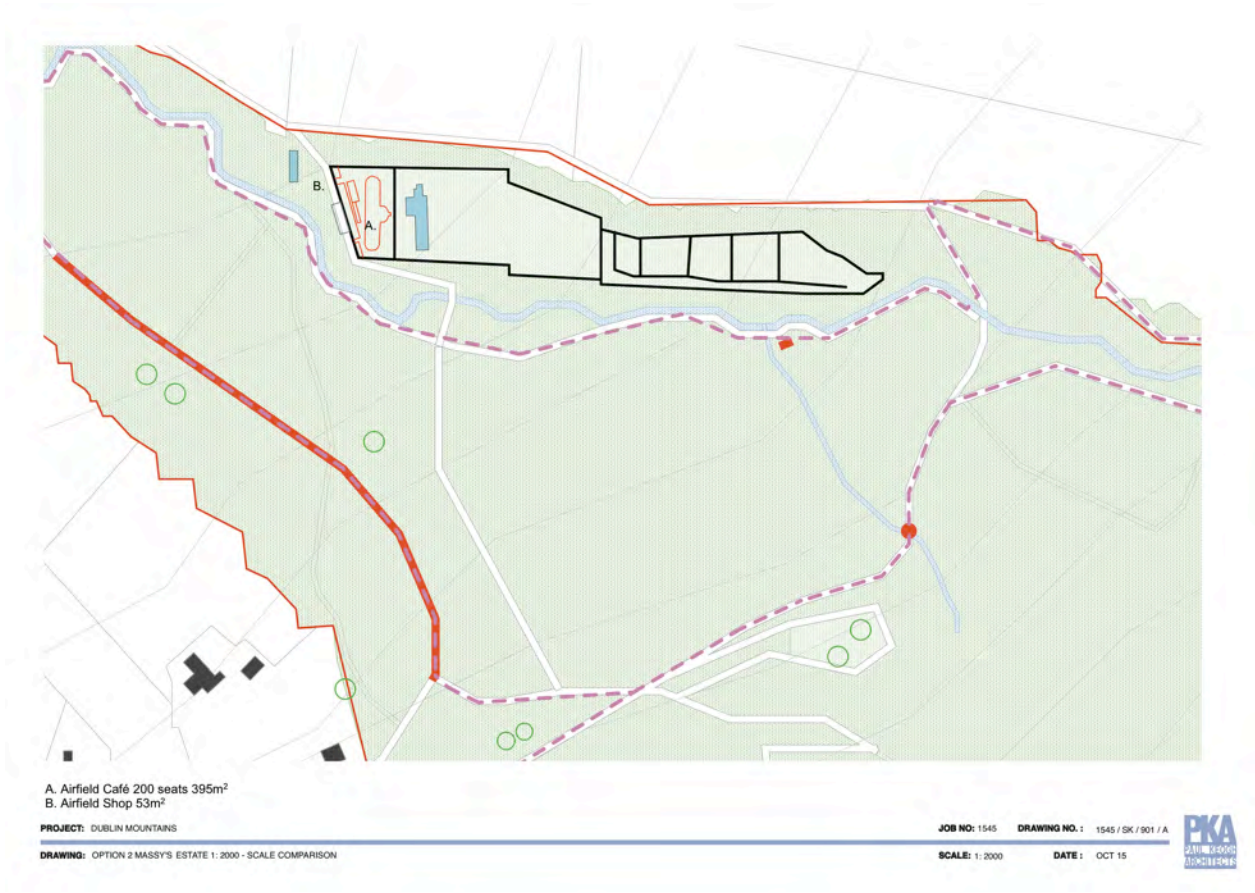 B.
A.
A. Airfield Café 200 seats 395m²
B. Airfield Shop 53m²
PROJECT: DUBLIN MOUNTAINS
JOB NO: 1545 DRAWING NO. : 1545 / SK / 901 / A
DRAWING: OPTION 2 MASSY'S ESTATE 1: 2000 - SCALE COMPARISON
SCALE: 1: 2000 DATE : OCT 15
PKA
PAUL KEOGH
ARCHITECTS